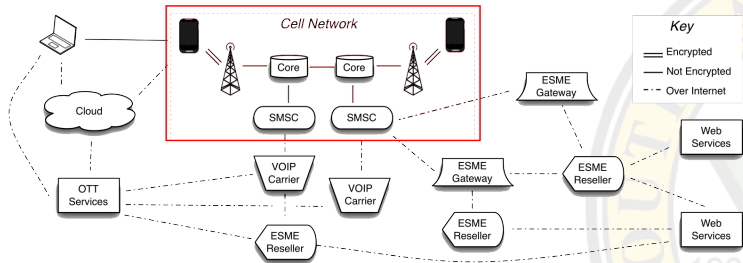 Cell Network
Key
Encrypted
Not Encrypted
Over Internet
Core
Core
ESME
Gateway
Cloud
SMSC
SMSC
Web
Services
VOIP
Carrier
VOIP
Carrier
ESME
Gateway
ESME
Reseller
OTT
Services
ESME
Reseller
ESME
Reseller
Web
Services